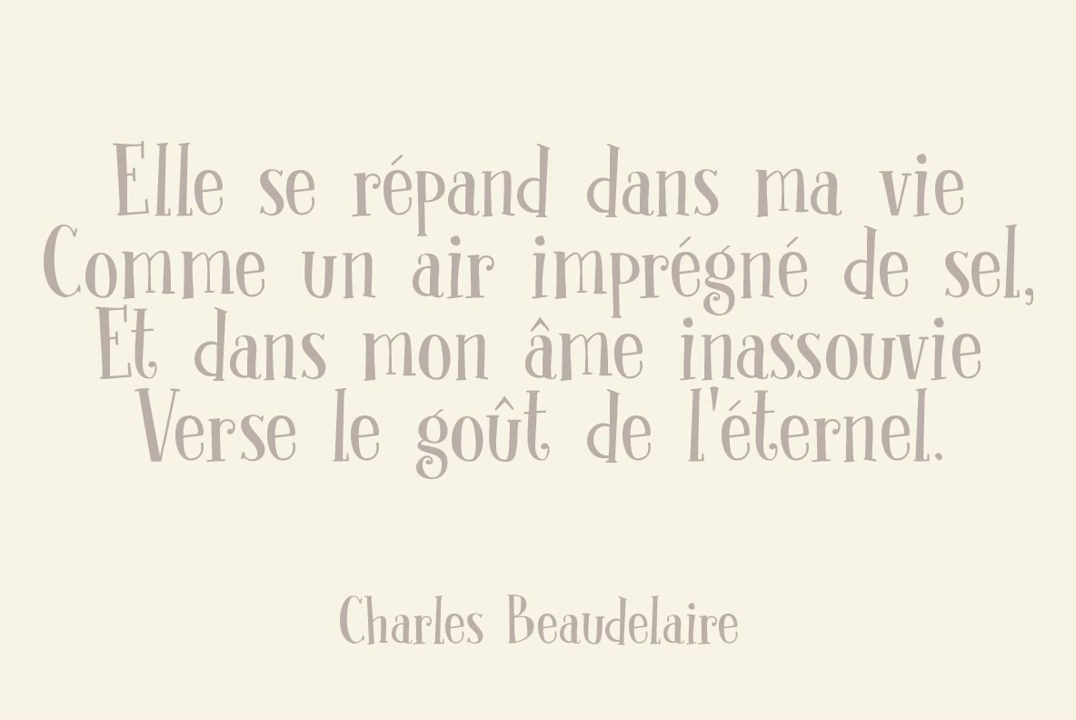 Elle se répand dans ma vie
Comme un air imprégné de sel,
Et dans mon âme inassouvie
Verse le goût de l'éternel.
Charles Beaudelaire